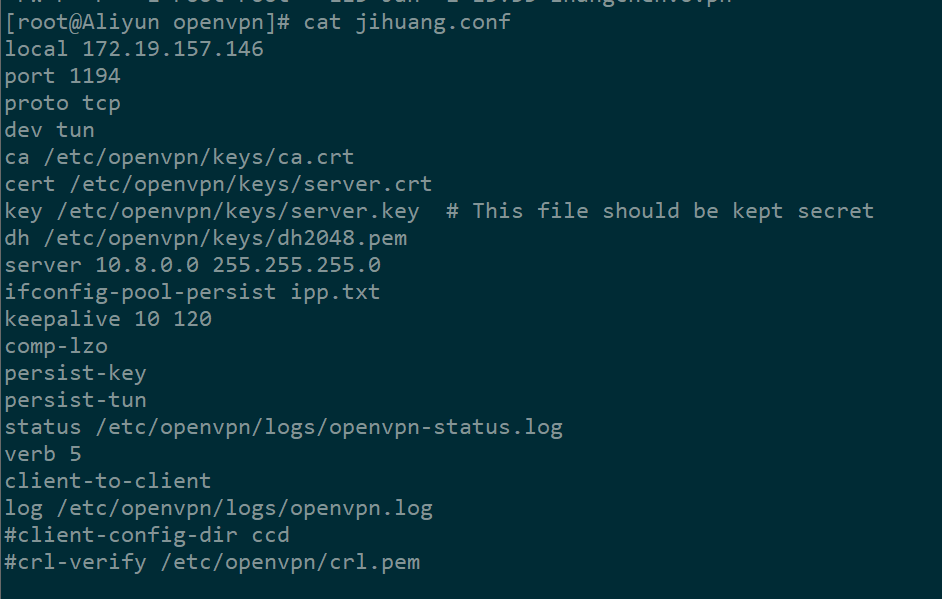 [root@Aliyun openvpn]# cat jihuang.conf
local 172.19.157.146
port 1194
proto tcp
dev tun
ca /etc/openvpn/keys/ca.crt
cert /etc/openvpn/keys/server.crt
key /etc/openvpn/keys/server.key  # This file should be kept secret
dh /etc/openvpn/keys/dh2048.pem
server 10.8.0.0 255.255.255.0
ifconfig-pool-persist ipp.txt
keepalive 10 120
comp-lzo
persist-key
persist-tun
status /etc/openvpn/logs/openvpn-status.log
verb 5
client-to-client
log /etc/openvpn/logs/openvpn.log
#client-config-dir ccd
#crl-verify /etc/openvpn/crl.pem